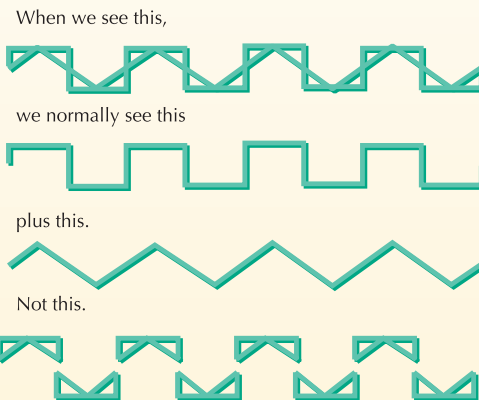 When we see this,
we normally see this
plus this.
Not this.